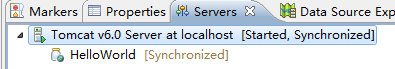 Markers Properties Servers Data Source Exp
Tomcat v6.0 Server at localhost [Started, Synchronized]
HelloWorld [Synchronized]